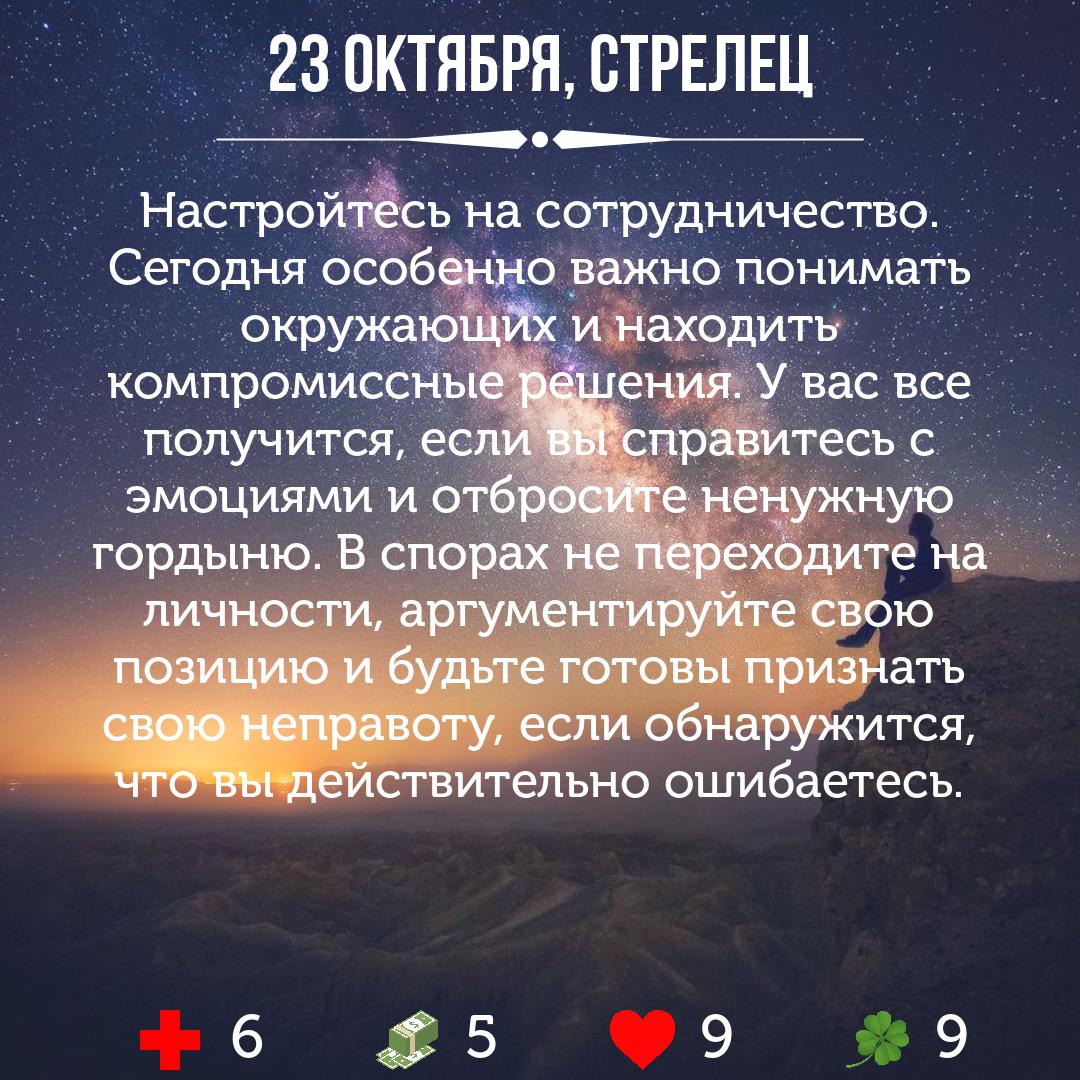 23 ОКТЯБРЯ, СТРЕЛЕЦ
Настройтесь на сотрудничество.
Сегодня особенно важно понимать
окружающих и находить
компромиссные решения. У вас все
получится, если вы справитесь с
эмоциями и отбросите ненужную
гордыню. В спорах не переходите на
личности, аргументируйте свою
позицию и будьте готовы признать
свою неправоту, если обнаружится,
что вы действительно ошибаетесь.
6 5 9 9